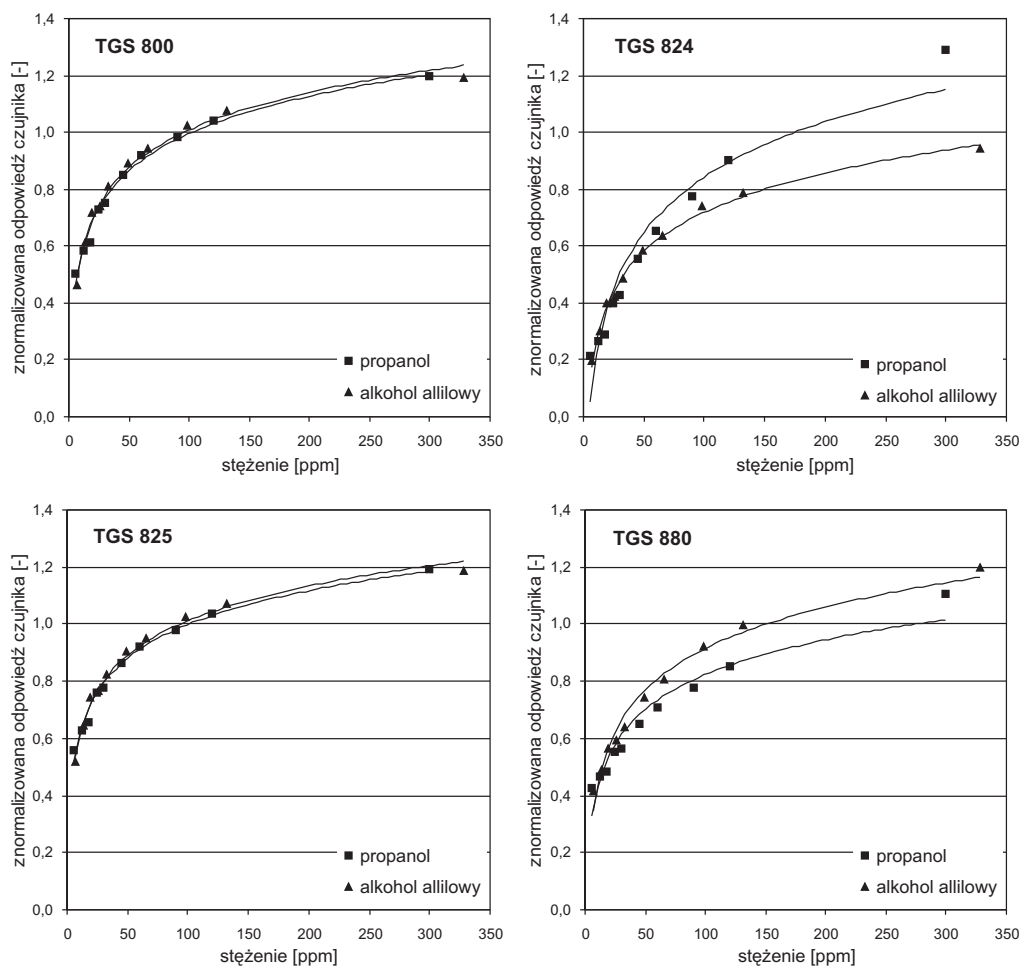 TGS 800
znormalizowana odpowiedź czujnika [-]
1,4
1,2
1,0
0,8
0,6
0,4
0,2
0,0
propanol
alkohol allilowy
0 50 100 150 200 250 300 350
stężenie [ppm]
TGS 824
znormalizowana odpowiedź czujnika [-]
1,4
1,2
1,0
0,8
0,6
0,4
0,2
0,0
propanol
alkohol allilowy
0 50 100 150 200 250 300 350
stężenie [ppm]
TGS 825
znormalizowana odpowiedź czujnika [-]
1,4
1,2
1,0
0,8
0,6
0,4
0,2
0,0
propanol
alkohol allilowy
0 50 100 150 200 250 300 350
stężenie [ppm]
TGS 880
znormalizowana odpowiedź czujnika [-]
1,4
1,2
1,0
0,8
0,6
0,4
0,2
0,0
propanol
alkohol allilowy
0 50 100 150 200 250 300 350
stężenie [ppm]